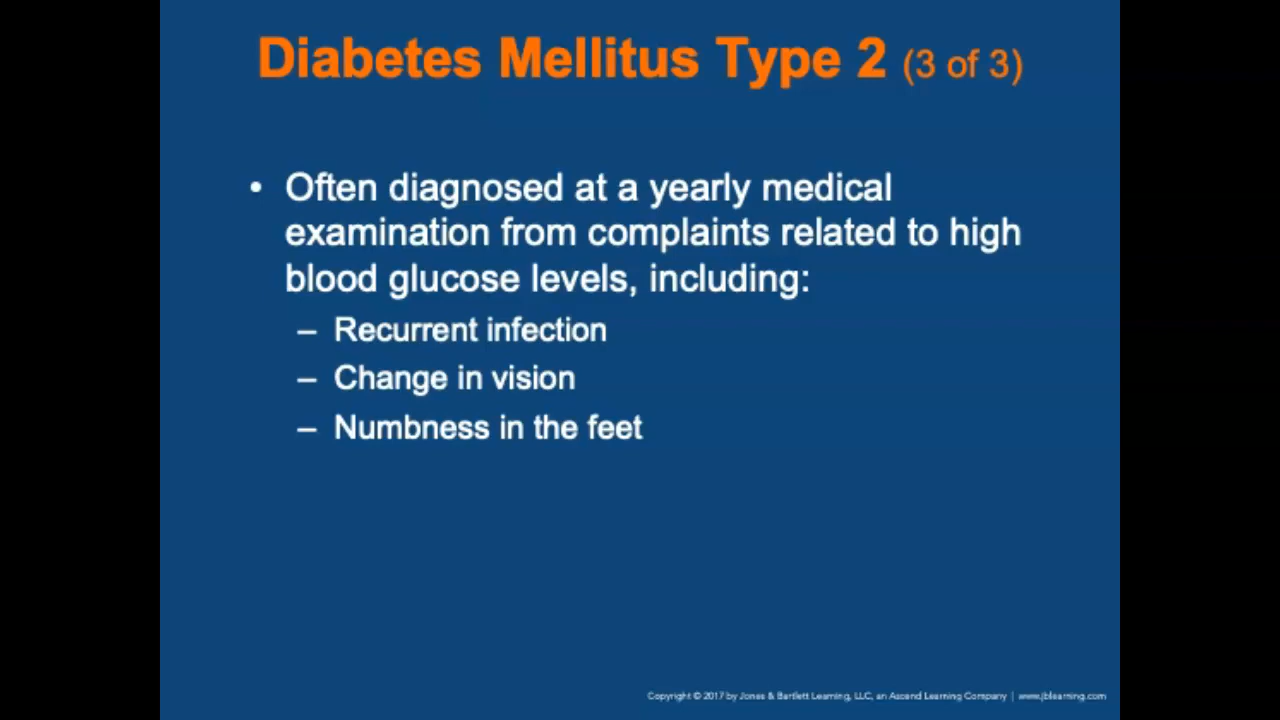 Diabetes Mellitus Type 2 (3 of 3)
• Often diagnosed at a yearly medical
examination from complaints related to high
blood glucose levels, including:
– Recurrent infection
– Change in vision
– Numbness in the feet
Copyright © 2017 by Jones & Bartlett Learning, LLC, an Ascend Learning Company | www.jblearning.com